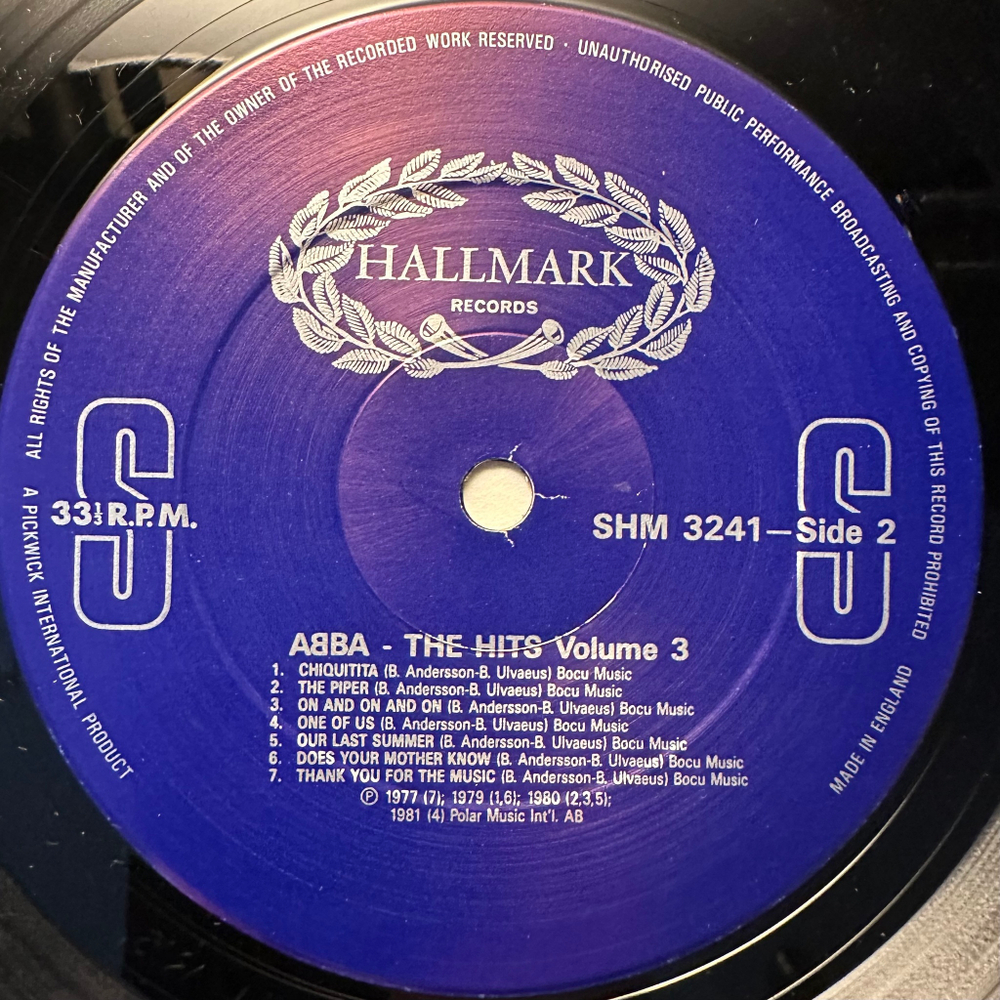 ALL RIGHTS OF THE MANUFACTURER AND OF THE OWNER OF THE RECORDED WORK RESERVED · UNAUTHORISED PUBLIC PERFORMANCE BROADCASTING AND COPYING OF THIS RECORD PROHIBITED
HALLMARK
RECORDS
33⅓ R.P.M.
SHM 3241—Side 2
ABBA - THE HITS Volume 3
1. CHIQUITITA (B. Andersson-B. Ulvaeus) Bocu Music
2. THE PIPER (B. Andersson-B. Ulvaeus) Bocu Music
3. ON AND ON AND ON (B. Andersson-B. Ulvaeus) Bocu Music
4. ONE OF US (B. Andersson-B. Ulvaeus) Bocu Music
5. OUR LAST SUMMER (B. Andersson-B. Ulvaeus) Bocu Music
6. DOES YOUR MOTHER KNOW (B. Andersson-B. Ulvaeus) Bocu Music
7. THANK YOU FOR THE MUSIC (B. Andersson-B. Ulvaeus) Bocu Music
℗ 1977 (7); 1979 (1,6); 1980 (2,3,5);
1981 (4) Polar Music Int'l. AB
A PICKWICK INTERNATIONAL PRODUCT
MADE IN ENGLAND